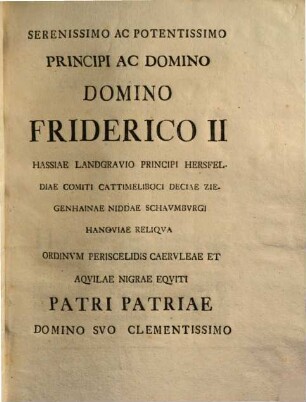 SERENISSIMO AC POTENTISSIMO
PRINCIPI AC DOMINO
DOMINO
FRIDERICO II
HASSIAE LANDGRAVIO PRINCIPI HERSFEL-
DIAE COMITI CATTIMELIBOCI DECIAE ZIE-
GENHAINAE NIDDAE SCHAVMBVRGI
HANOVIAE RELIQVA
ORDINVM PERISCELIDIS CAERVLEAE ET
AQVILAE NIGRAE EQVITI
PATRI PATRIAE
DOMINO SVO CLEMENTISSIMO